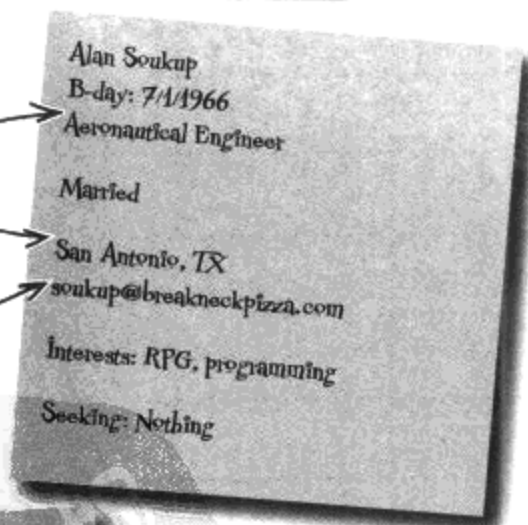 Alan Soukup
B-day: 7/1/1966
Aeronautical Engineer
Married
San Antonio, TX
soukup@breakneckpizza.com
Interests: RPG, programming
Seeking: Nothing